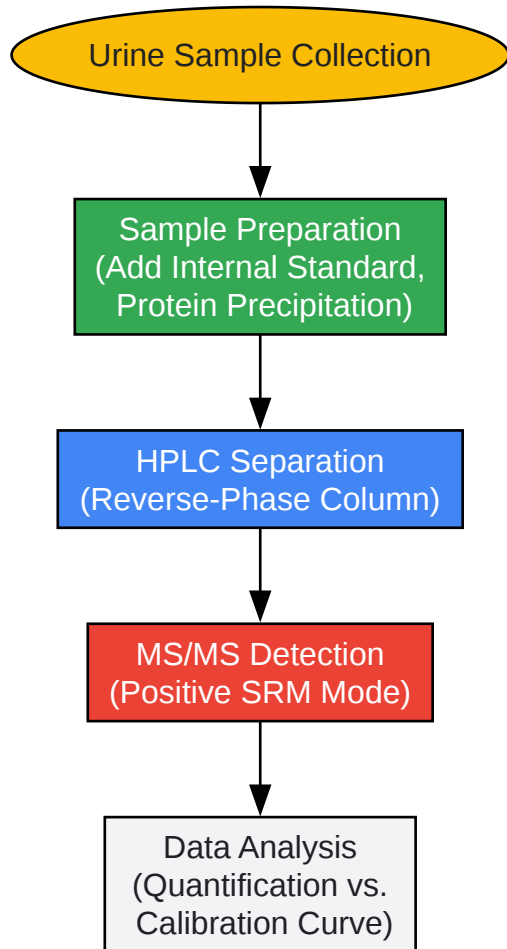 Urine Sample Collection
Sample Preparation
(Add Internal Standard,
Protein Precipitation)
HPLC Separation
(Reverse-Phase Column)
MS/MS Detection
(Positive SRM Mode)
Data Analysis
(Quantification vs.
Calibration Curve)